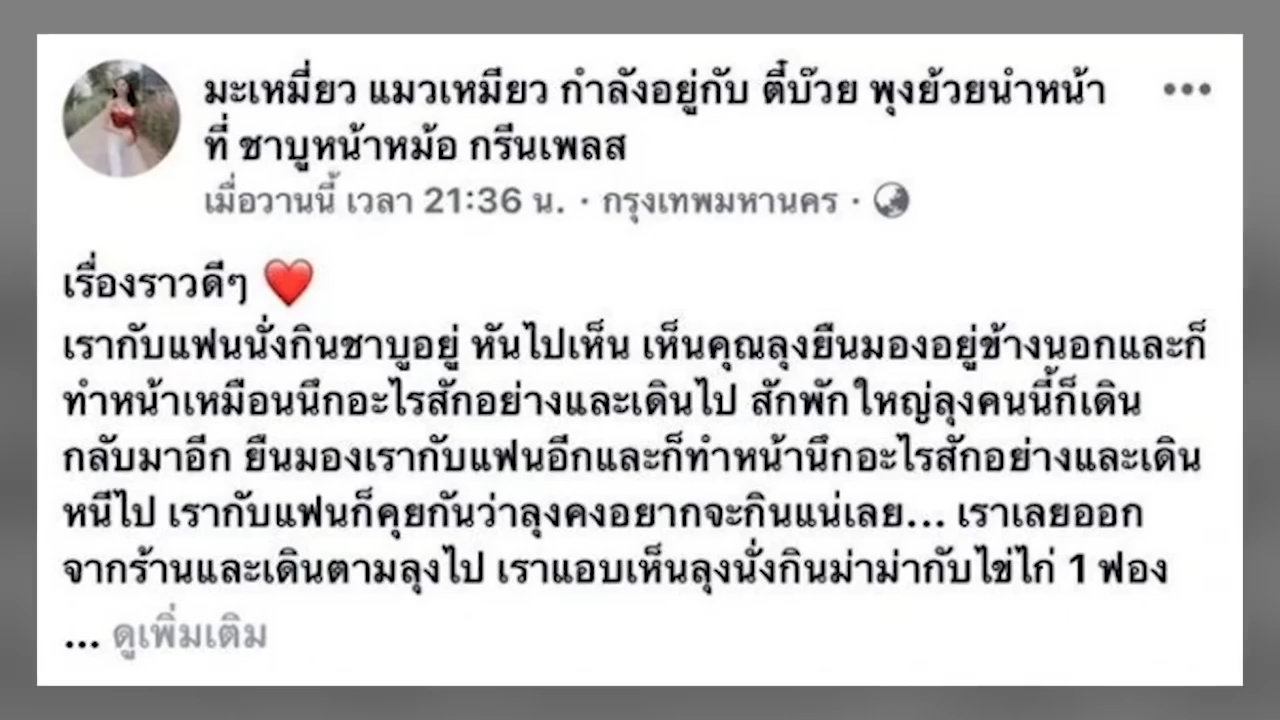 มะเหมี่ยว แมวเหมียว กำลังอยู่กับ ตี๋บ๊วย พุงย้วยนำหน้า
ที่ ชาบูหน้าหม้อ กรีนเพลส
เมื่อวานนี้ เวลา 21:36 น. · กรุงเทพมหานคร ·
เรื่องราวดีๆ ❤️
เรากับแฟนนั่งกินชาบูอยู่ หันไปเห็น เห็นคุณลุงยืนมองอยู่ข้างนอกและก็
ทำหน้าเหมือนนึกอะไรสักอย่างและเดินไป สักพักใหญ่ลุงคนนี้ก็เดิน
กลับมาอีก ยืนมองเรากับแฟนอีกและก็ทำหน้านึกอะไรสักอย่างและเดิน
หนีไป เรากับแฟนก็คุยกันว่าลุงคงอยากจะกินแน่เลย... เราเลยออก
จากร้านและเดินตามลุงไป เราแอบเห็นลุงนั่งกินม่าม่ากับไข่ไก่ 1 ฟอง
... ดูเพิ่มเติม